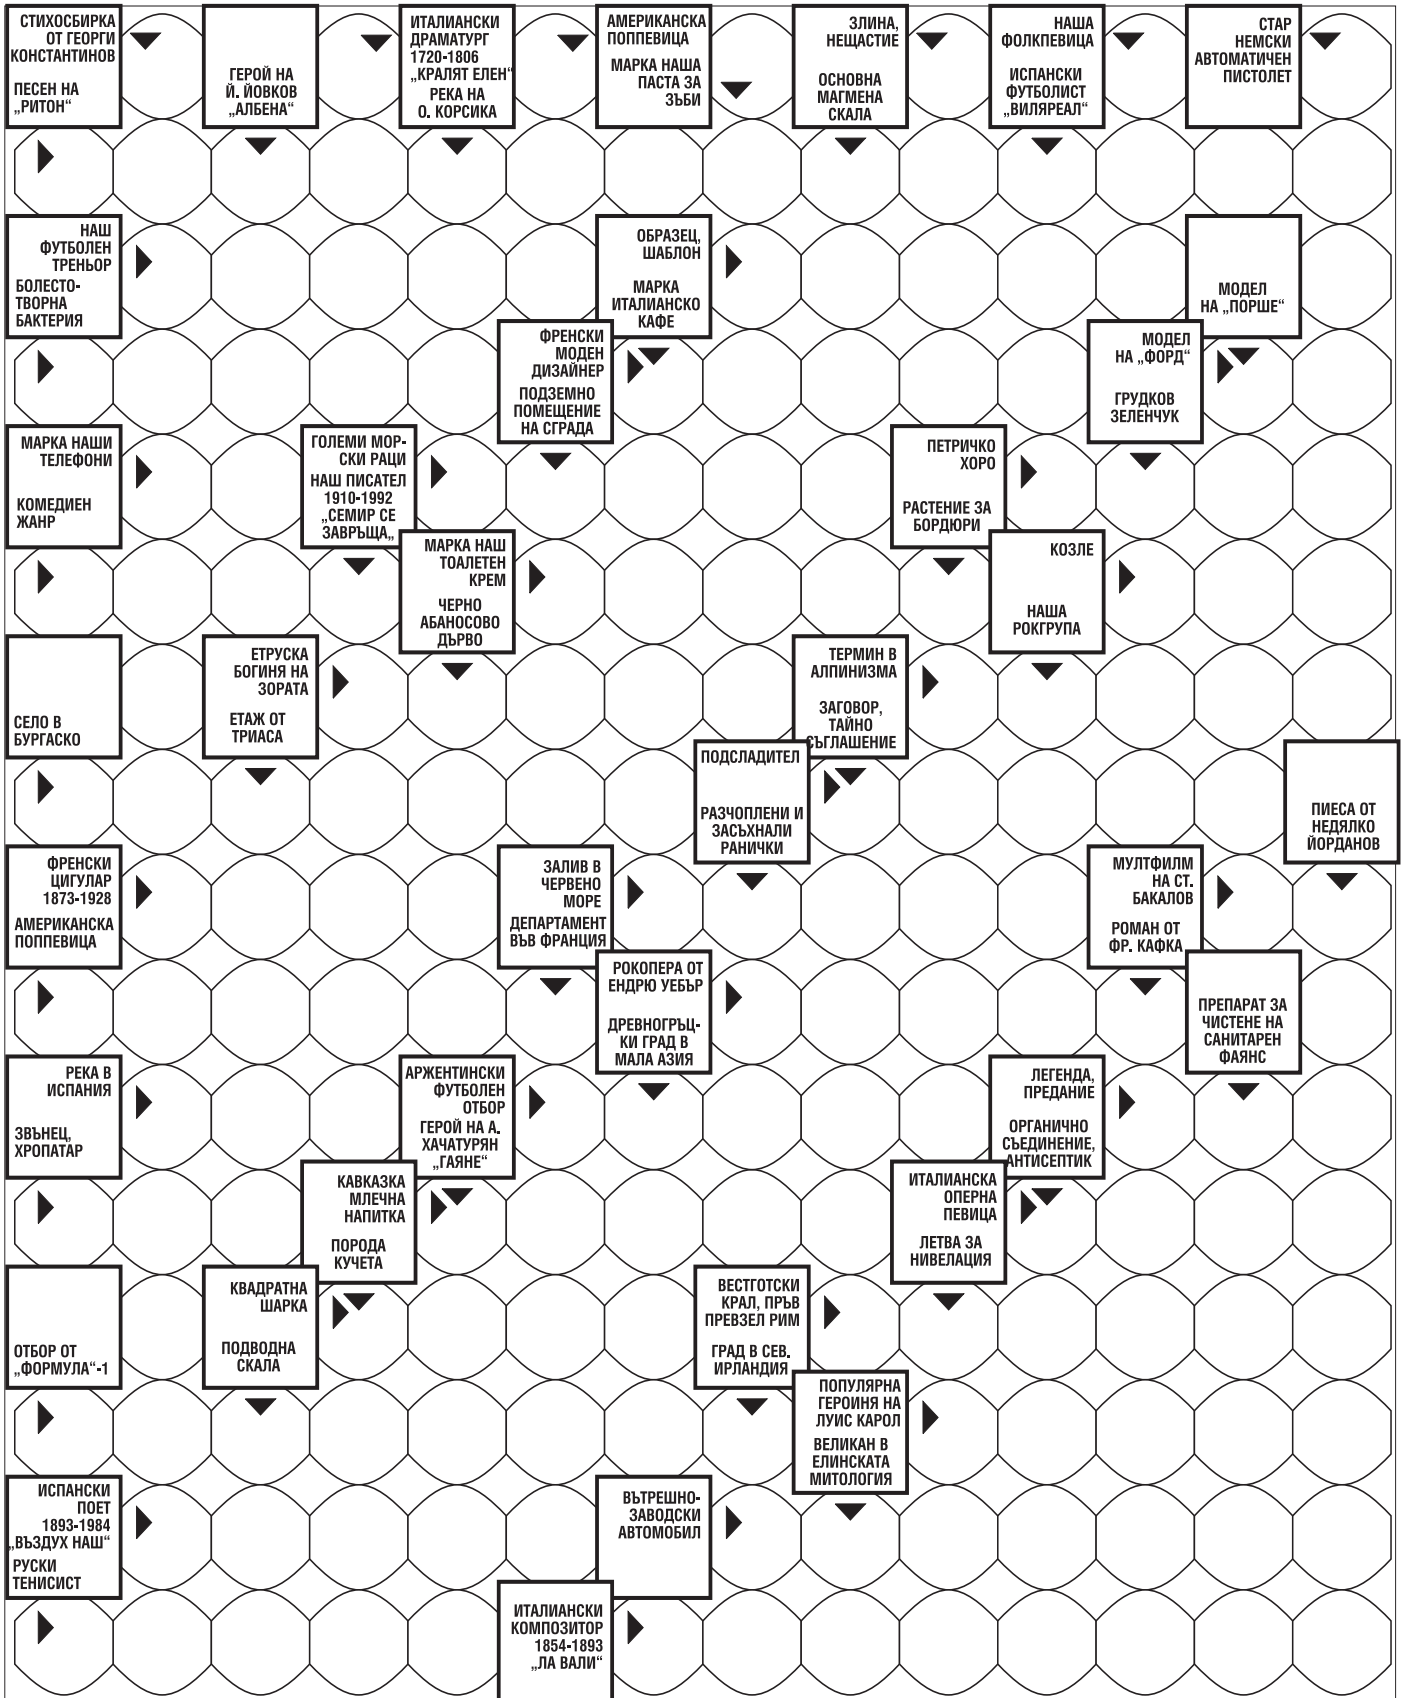 СТИХОСБИРКА
ОТ ГЕОРГИ
КОНСТАНТИНОВ
ПЕСЕН НА
„РИТОН“
ГЕРОЙ НА
Й. ЙОВКОВ
„АЛБЕНА“
ИТАЛИАНСКИ
ДРАМАТУРГ
1720-1806
„КРАЛЯТ ЕЛЕН“
РЕКА НА
О. КОРСИКА
АМЕРИКАНСКА
ПОППЕВИЦА
МАРКА НАША
ПАСТА ЗА
ЗЪБИ
ЗЛИНА,
НЕЩАСТИЕ
ОСНОВНА
МАГМЕНА
СКАЛА
НАША
ФОЛКПЕВИЦА
ИСПАНСКИ
ФУТБОЛИСТ
„ВИЛЯРЕАЛ“
СТАР
НЕМСКИ
АВТОМАТИЧЕН
ПИСТОЛЕТ
НАШ
ФУТБОЛЕН
ТРЕНЬОР
БОЛЕСТО-
ТВОРНА
БАКТЕРИЯ
ОБРАЗЕЦ,
ШАБЛОН
МАРКА
ИТАЛИАНСКО
КАФЕ
МОДЕЛ
НА „ПОРШЕ“
ФРЕНСКИ
МОДЕН
ДИЗАЙНЕР
ПОДЗЕМНО
ПОМЕЩЕНИЕ
НА СГРАДА
МОДЕЛ
НА „ФОРД“
ГРУДКОВ
ЗЕЛЕНЧУК
МАРКА НАШИ
ТЕЛЕФОНИ
КОМЕДИЕН
ЖАНР
ГОЛЕМИ МОР-
СКИ РАЦИ
НАШ ПИСАТЕЛ
1910-1992
„СЕМИР СЕ
ЗАВРЪЩА„
ПЕТРИЧКО
ХОРО
РАСТЕНИЕ ЗА
БОРДЮРИ
МАРКА НАШ
ТОАЛЕТЕН
КРЕМ
ЧЕРНО
АБАНОСОВО
ДЪРВО
КОЗЛЕ
НАША
РОКГРУПА
СЕЛО В
БУРГАСКО
ЕТРУСКА
БОГИНЯ НА
ЗОРАТА
ЕТАЖ ОТ
ТРИАСА
ТЕРМИН В
АЛПИНИЗМА
ЗАГОВОР,
ТАЙНО
СЪГЛАШЕНИЕ
ПОДСЛАДИТЕЛ
РАЗЧОПЛЕНИ И
ЗАСЪХНАЛИ
РАНИЧКИ
ПИЕСА ОТ
НЕДЯЛКО
ЙОРДАНОВ
ФРЕНСКИ
ЦИГУЛАР
1873-1928
АМЕРИКАНСКА
ПОППЕВИЦА
ЗАЛИВ В
ЧЕРВЕНО
МОРЕ
ДЕПАРТАМЕНТ
ВЪВ ФРАНЦИЯ
МУЛТФИЛМ
НА СТ.
БАКАЛОВ
РОМАН ОТ
ФР. КАФКА
РОКОПЕРА ОТ
ЕНДРЮ УЕБЪР
ДРЕВНОГРЪЦ-
КИ ГРАД В
МАЛА АЗИЯ
ПРЕПАРАТ ЗА
ЧИСТЕНЕ НА
САНИТАРЕН
ФАЯНС
РЕКА В
ИСПАНИЯ
ЗВЪНЕЦ,
ХРОПАТАР
АРЖЕНТИНСКИ
ФУТБОЛЕН
ОТБОР
ГЕРОЙ НА А.
ХАЧАТУРЯН
„ГАЯНЕ“
ЛЕГЕНДА,
ПРЕДАНИЕ
ОРГАНИЧНО
СЪЕДИНЕНИЕ,
АНТИСЕПТИК
КАВКАЗКА
МЛЕЧНА
НАПИТКА
ПОРОДА
КУЧЕТА
ИТАЛИАНСКА
ОПЕРНА
ПЕВИЦА
ЛЕТВА ЗА
НИВЕЛАЦИЯ
ОТБОР ОТ
„ФОРМУЛА“-1
КВАДРАТНА
ШАРКА
ПОДВОДНА
СКАЛА
ВЕСТГОТСКИ
КРАЛ, ПРЪВ
ПРЕВЗЕЛ РИМ
ГРАД В СЕВ.
ИРЛАНДИЯ
ПОПУЛЯРНА
ГЕРОИНЯ НА
ЛУИС КАРОЛ
ВЕЛИКАН В
ЕЛИНСКАТА
МИТОЛОГИЯ
ИСПАНСКИ
ПОЕТ
1893-1984
„ВЪЗДУХ НАШ“
РУСКИ
ТЕНИСИСТ
ВЪТРЕШНО-
ЗАВОДСКИ
АВТОМОБИЛ
ИТАЛИАНСКИ
КОМПОЗИТОР
1854-1893
„ЛА ВАЛИ“